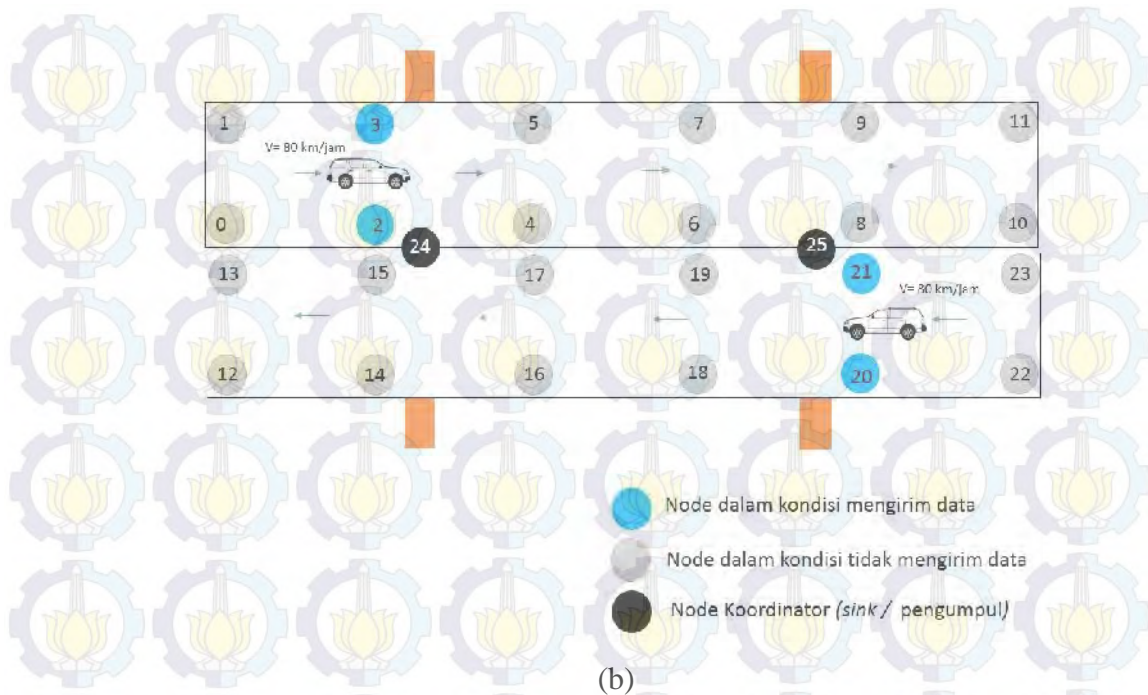 1 3 5 7 9 11
V= 80 km/jam
0 2 4 6 8 10
24 25
13 15 17 19 21 23
V= 80 km/jam
12 14 16 18 20 22
Node dalam kondisi mengirim data
Node dalam kondisi tidak mengirim data
Node Koordinator (sink / pengumpul)
(b)